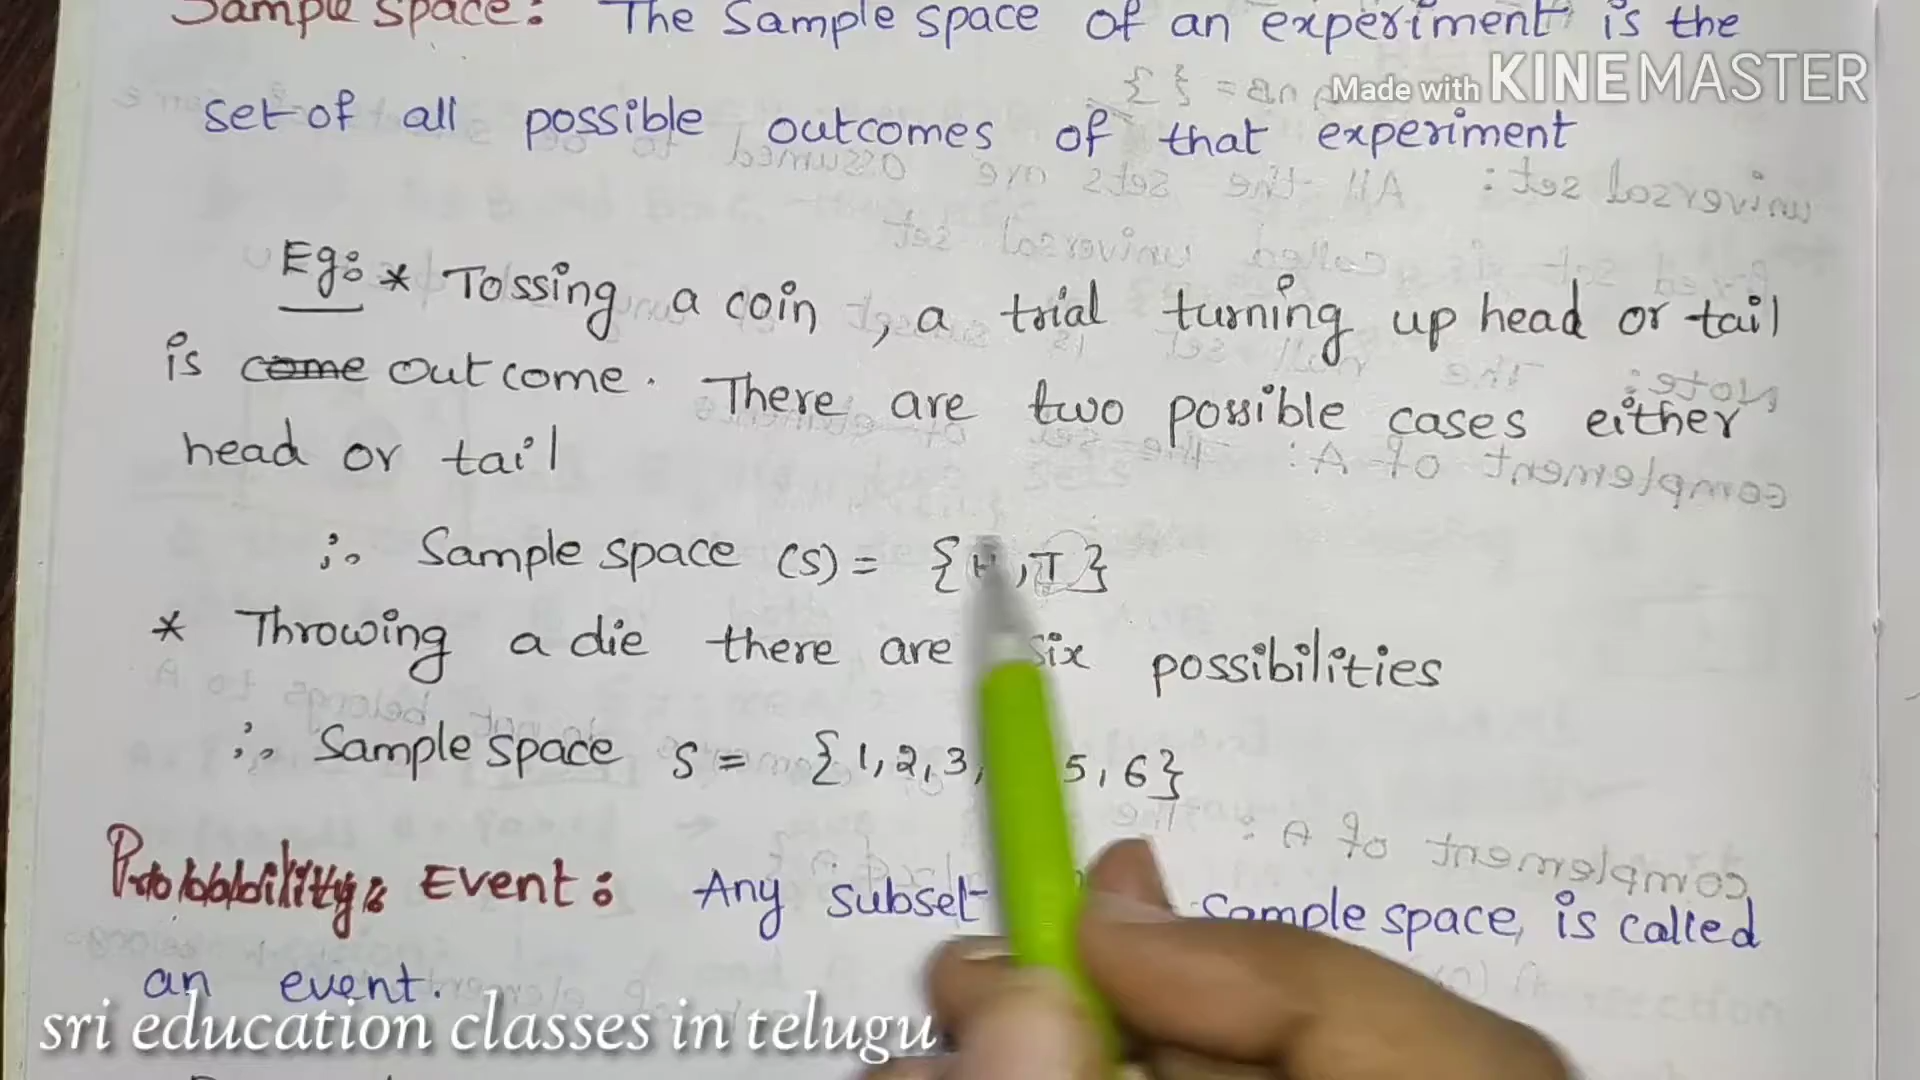 Sample space: The Sample space of an experiment is the
Made with KINEMASTER
set of all possible outcomes of that experiment
Eg: * Tossing a coin, a trial turning up head or tail
is come outcome. There are two possible cases either
head or tail
∴ Sample space (S) = {H, T}
* Throwing a die there are six possibilities
∴ Sample space S = {1, 2, 3, 5, 6}
Probability: Event: Any subset Sample space, is called
an event.
sri education classes in telugu